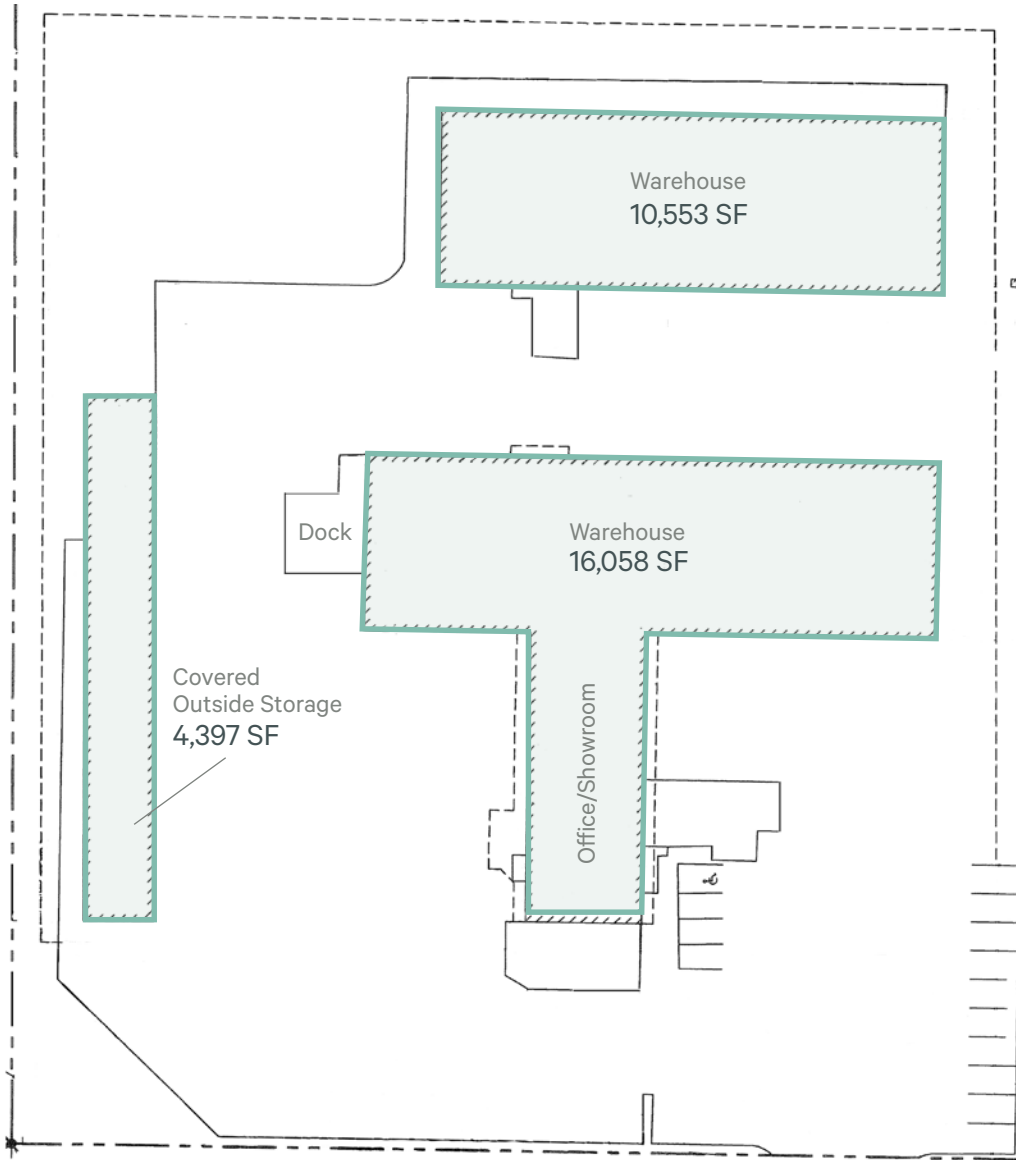 Warehouse
10,553 SF
Dock
Warehouse
16,058 SF
Covered
Outside Storage
4,397 SF
Office/Showroom